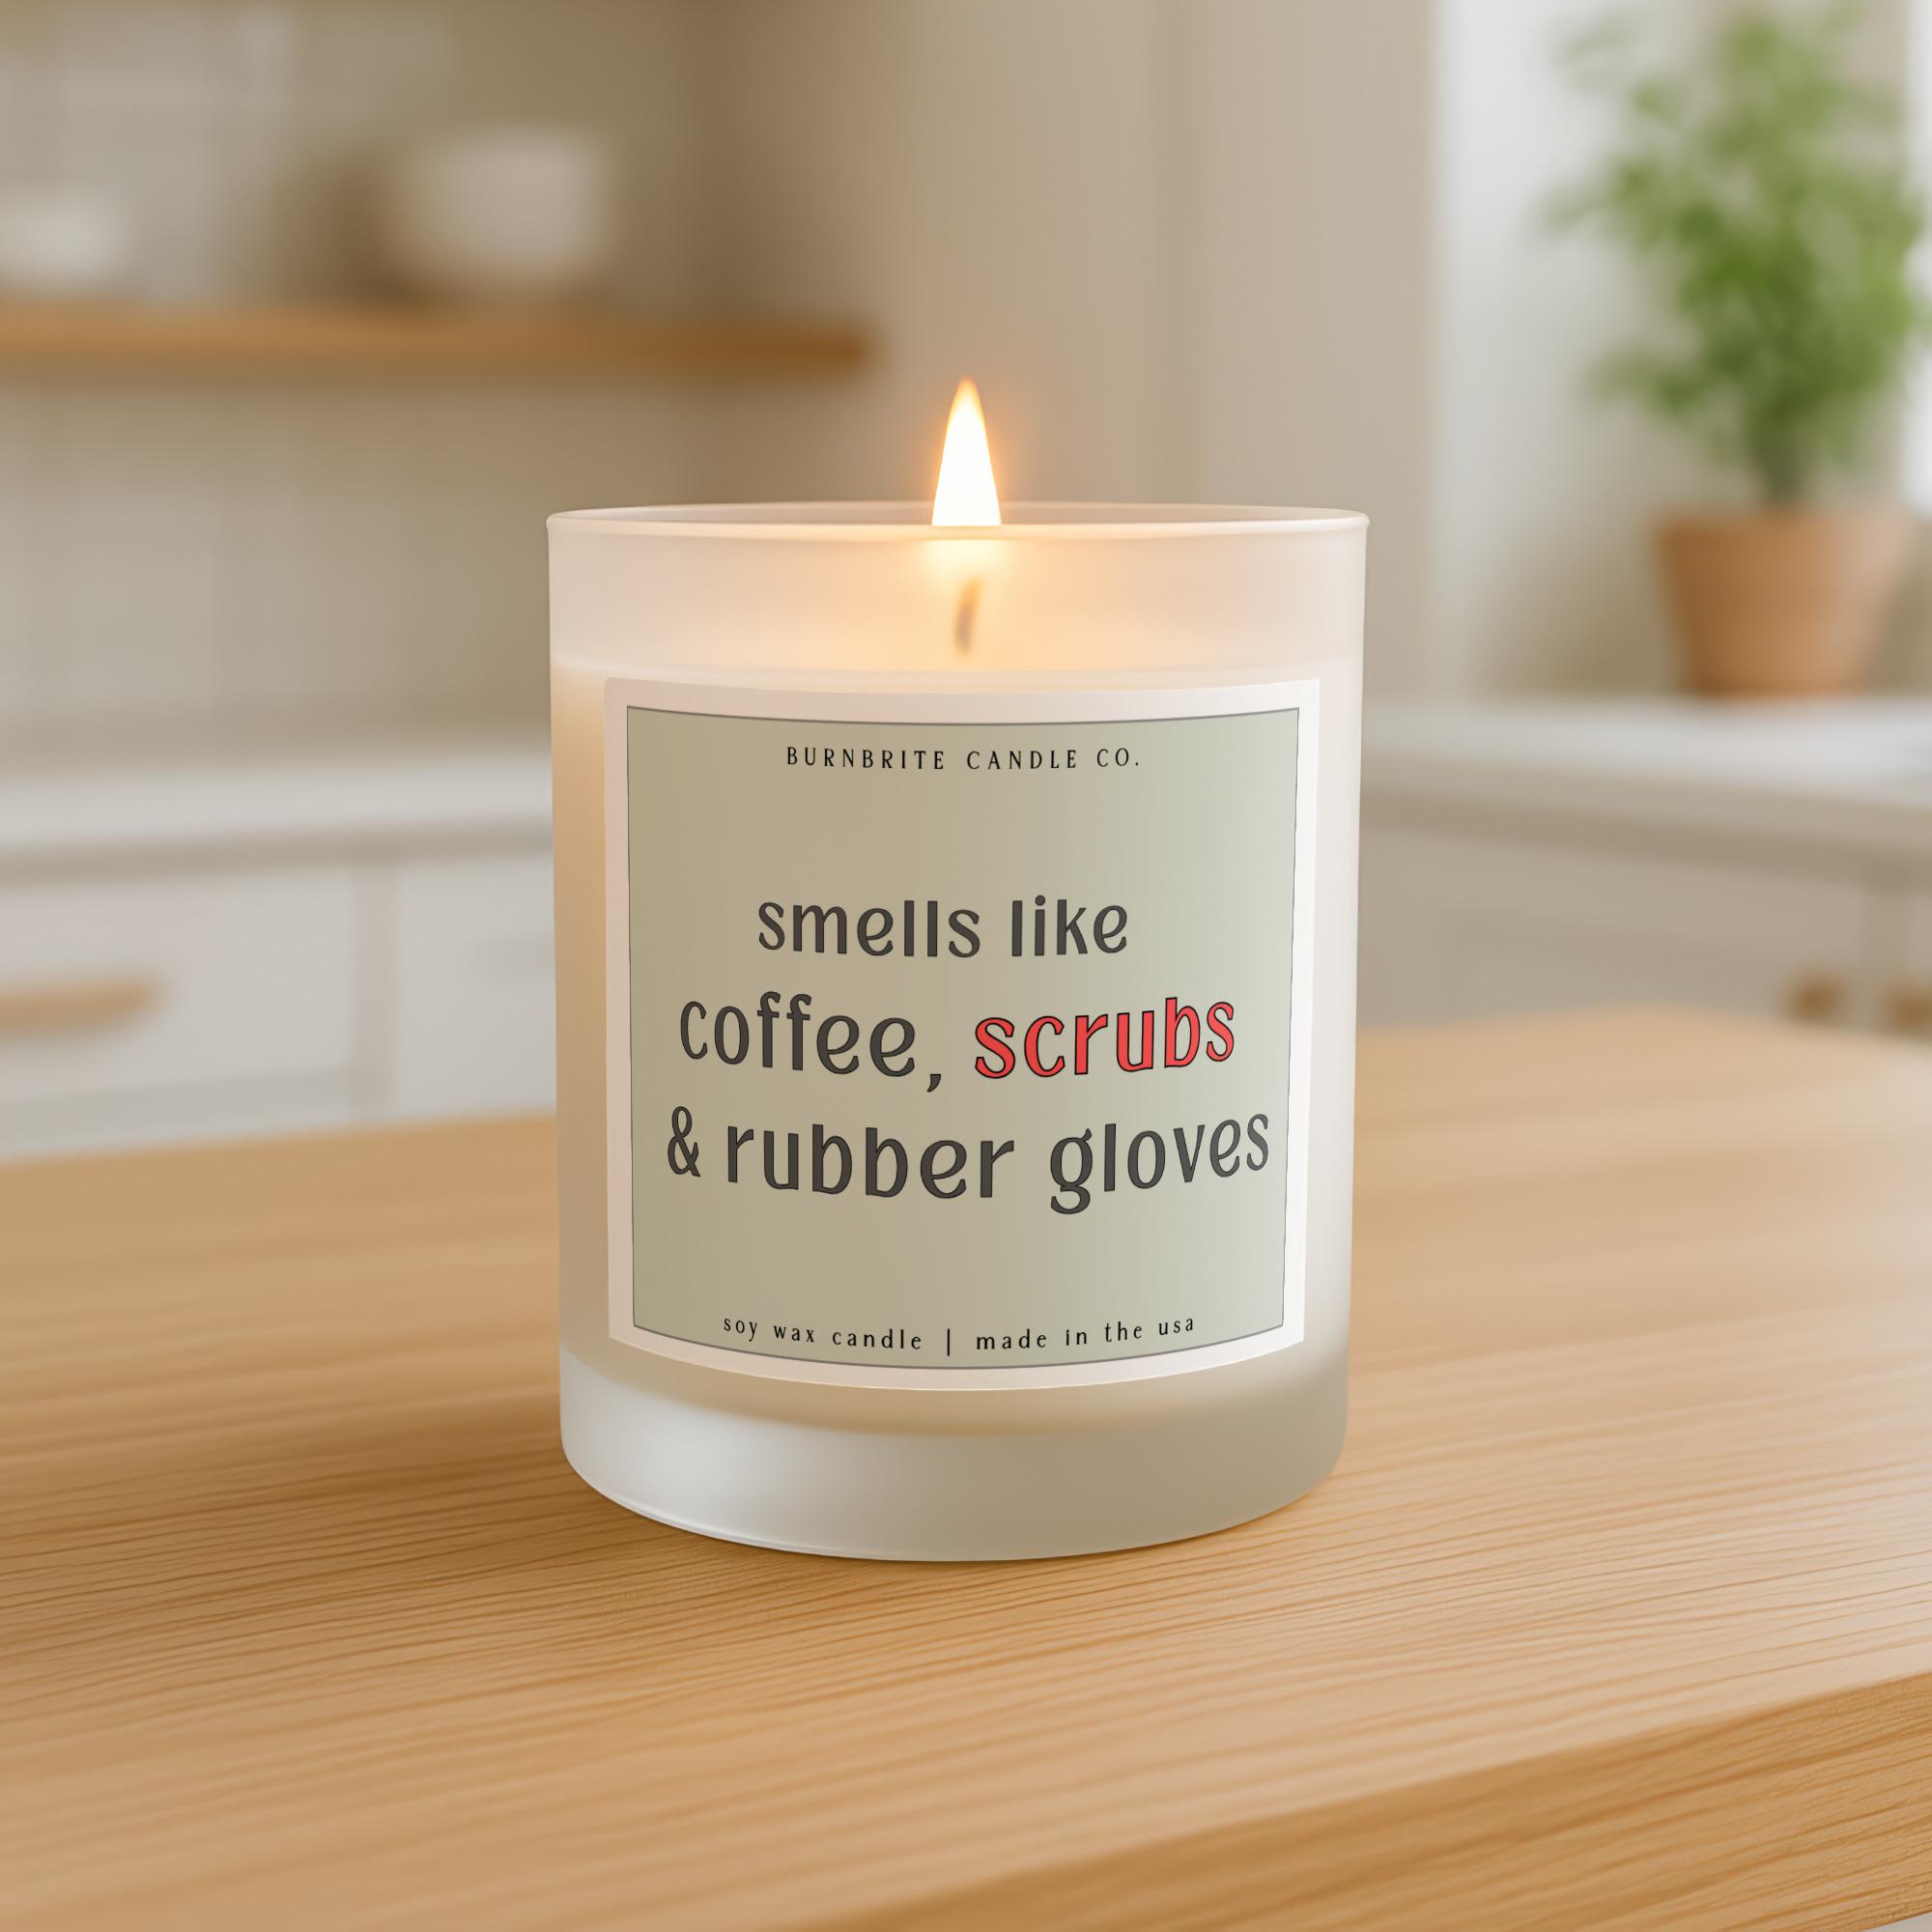 BURNBRITE CANDLE CO.
smells like
coffee, scrubs
& rubber gloves
soy wax candle | made in the usa